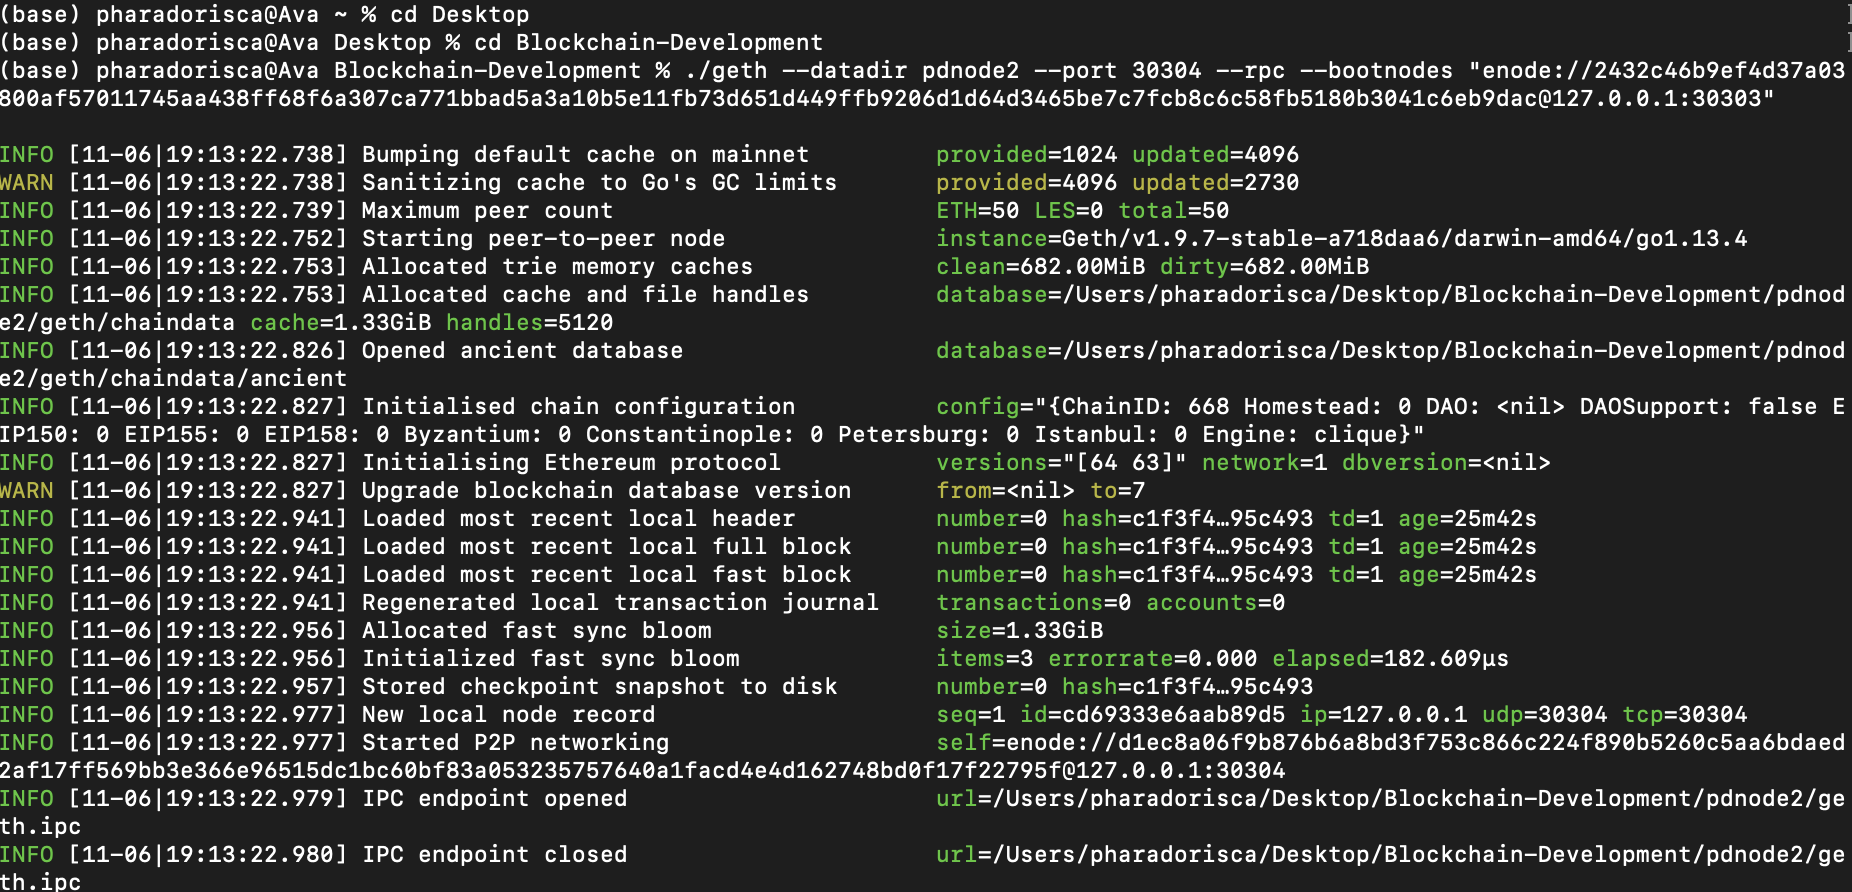 (base) pharadorisca@Ava ~ % cd Desktop
(base) pharadorisca@Ava Desktop % cd Blockchain-Development
(base) pharadorisca@Ava Blockchain-Development % ./geth --datadir pdnode2 --port 30304 --rpc --bootnodes "enode://2432c46b9ef4d37a03
800af57011745aa438ff68f6a307ca771bbad5a3a10b5e11fb73d651d449ffb9206d1d64d3465be7c7fcb8c6c58fb5180b3041c6eb9dac@127.0.0.1:30303"
INFO [11-06|19:13:22.738] Bumping default cache on mainnet provided=1024 updated=4096
WARN [11-06|19:13:22.738] Sanitizing cache to Go's GC limits provided=4096 updated=2730
INFO [11-06|19:13:22.739] Maximum peer count ETH=50 LES=0 total=50
INFO [11-06|19:13:22.752] Starting peer-to-peer node instance=Geth/v1.9.7-stable-a718daa6/darwin-amd64/go1.13.4
INFO [11-06|19:13:22.753] Allocated trie memory caches clean=682.00MiB dirty=682.00MiB
INFO [11-06|19:13:22.753] Allocated cache and file handles database=/Users/pharadorisca/Desktop/Blockchain-Development/pdnod
e2/geth/chaindata cache=1.33GiB handles=5120
INFO [11-06|19:13:22.826] Opened ancient database database=/Users/pharadorisca/Desktop/Blockchain-Development/pdnod
e2/geth/chaindata/ancient
INFO [11-06|19:13:22.827] Initialised chain configuration config="{ChainID: 668 Homestead: 0 DAO: <nil> DAOSupport: false E
IP150: 0 EIP155: 0 EIP158: 0 Byzantium: 0 Constantinople: 0 Petersburg: 0 Istanbul: 0 Engine: clique}"
INFO [11-06|19:13:22.827] Initialising Ethereum protocol versions="[64 63]" network=1 dbversion=<nil>
WARN [11-06|19:13:22.827] Upgrade blockchain database version from=<nil> to=7
INFO [11-06|19:13:22.941] Loaded most recent local header number=0 hash=c1f3f4…95c493 td=1 age=25m42s
INFO [11-06|19:13:22.941] Loaded most recent local full block number=0 hash=c1f3f4…95c493 td=1 age=25m42s
INFO [11-06|19:13:22.941] Loaded most recent local fast block number=0 hash=c1f3f4…95c493 td=1 age=25m42s
INFO [11-06|19:13:22.941] Regenerated local transaction journal transactions=0 accounts=0
INFO [11-06|19:13:22.956] Allocated fast sync bloom size=1.33GiB
INFO [11-06|19:13:22.956] Initialized fast sync bloom items=3 errorrate=0.000 elapsed=182.609µs
INFO [11-06|19:13:22.957] Stored checkpoint snapshot to disk number=0 hash=c1f3f4…95c493
INFO [11-06|19:13:22.977] New local node record seq=1 id=cd69333e6aab89d5 ip=127.0.0.1 udp=30304 tcp=30304
INFO [11-06|19:13:22.977] Started P2P networking self=enode://d1ec8a06f9b876b6a8bd3f753c866c224f890b5260c5aa6bdaed
2af17ff569bb3e366e96515dc1bc60bf83a053235757640a1facd4e4d162748bd0f17f22795f@127.0.0.1:30304
INFO [11-06|19:13:22.979] IPC endpoint opened url=/Users/pharadorisca/Desktop/Blockchain-Development/pdnode2/ge
th.ipc
INFO [11-06|19:13:22.980] IPC endpoint closed url=/Users/pharadorisca/Desktop/Blockchain-Development/pdnode2/ge
th.ipc